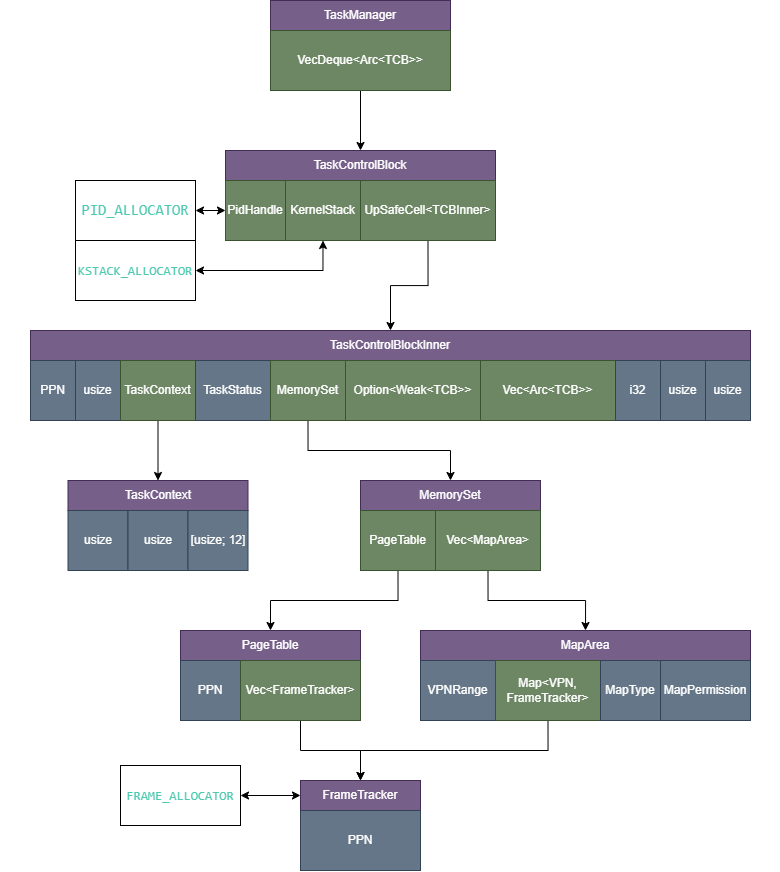 TaskManager
VecDeque<Arc<TCB>>
TaskControlBlock
PID_ALLOCATOR
PidHandle
KernelStack
UpSafeCell<TCBInner>
KSTACK_ALLOCATOR
TaskControlBlockInner
PPN
usize
TaskContext
TaskStatus
MemorySet
Option<Weak<TCB>>
Vec<Arc<TCB>>
i32
usize
usize
TaskContext
usize
usize
[usize; 12]
MemorySet
PageTable
Vec<MapArea>
PageTable
PPN
Vec<FrameTracker>
MapArea
VPNRange
Map<VPN,
FrameTracker>
MapType
MapPermission
FRAME_ALLOCATOR
FrameTracker
PPN